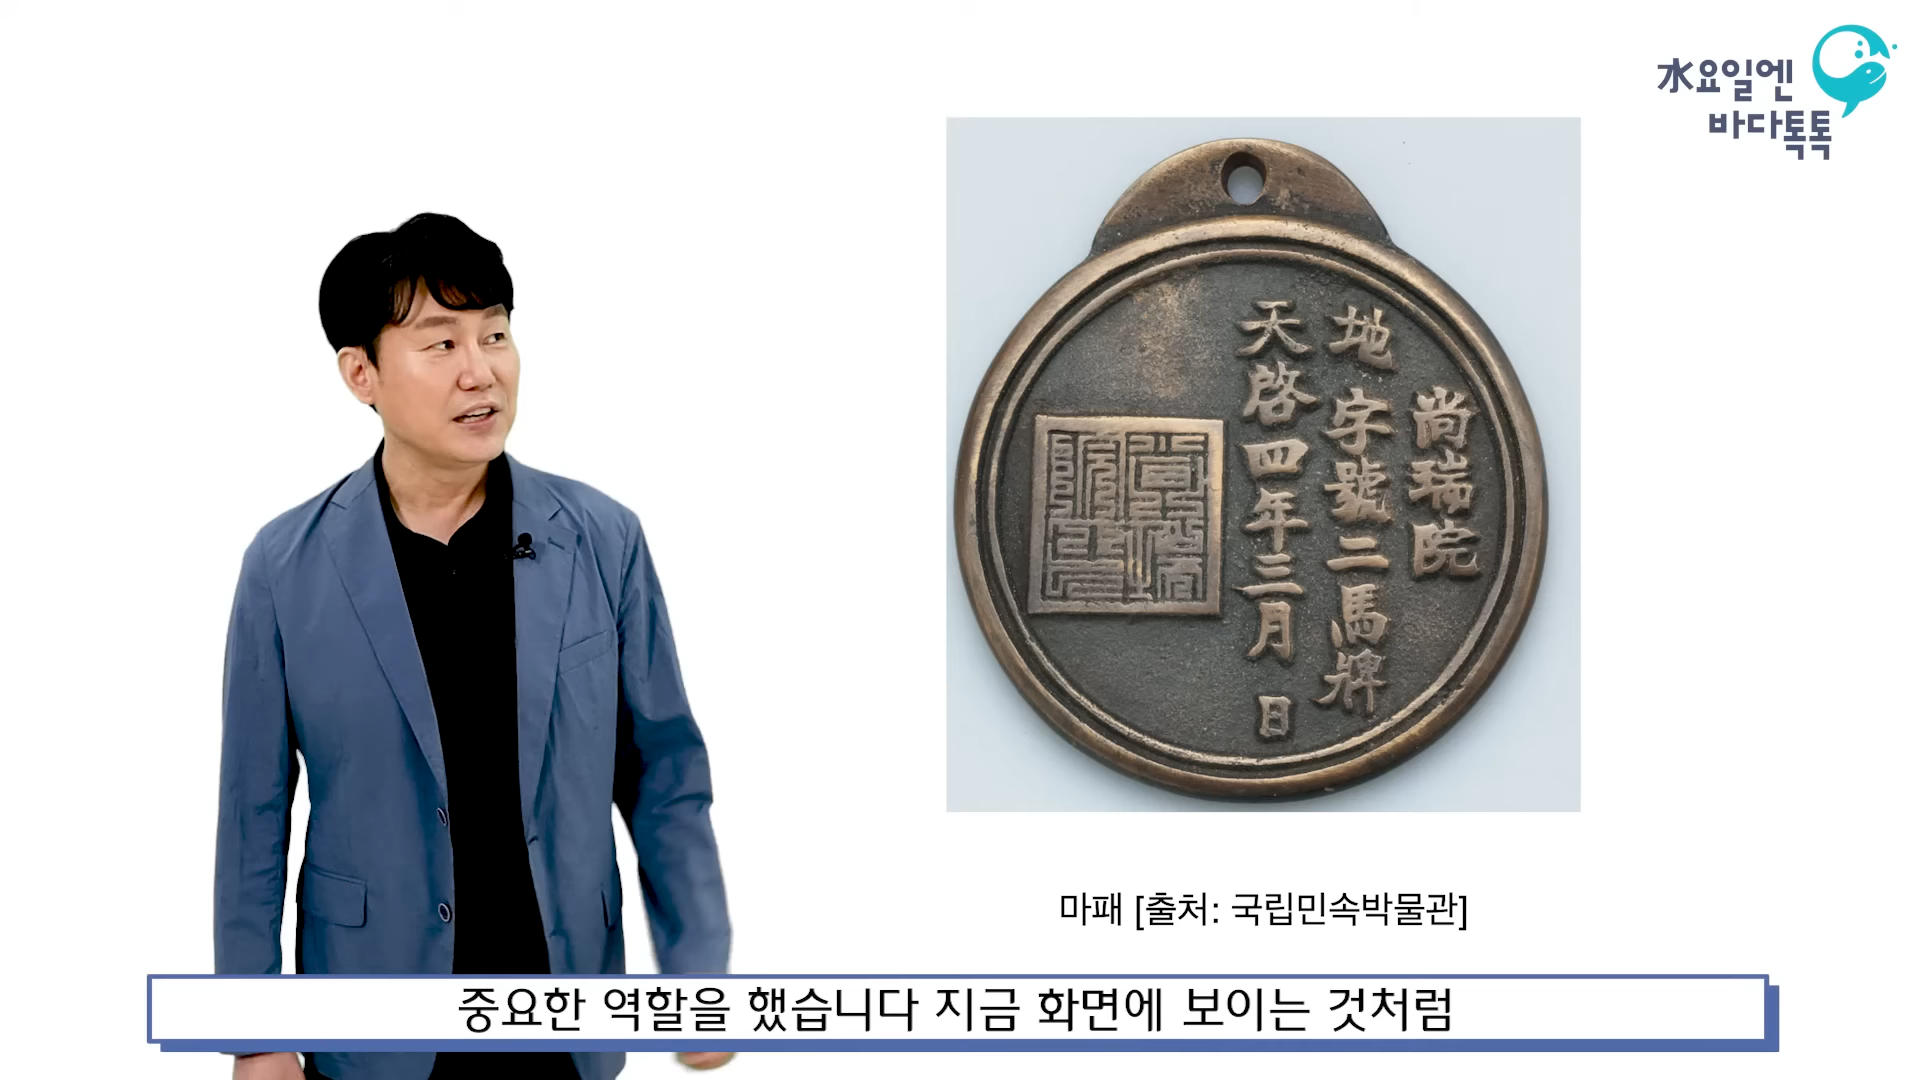 水요일엔
바다톡톡
尚瑞院
地字號二馬牌
天啓四年三月 日
마패 [출처: 국립민속박물관]
중요한 역할을 했습니다 지금 화면에 보이는 것처럼